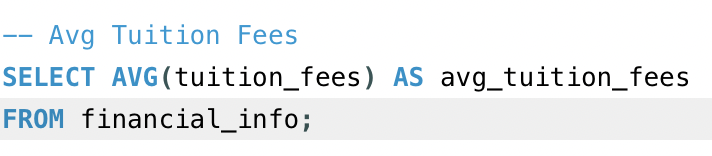 -- Avg Tuition Fees
SELECT AVG(tuition_fees) AS avg_tuition_fees
FROM financial_info;